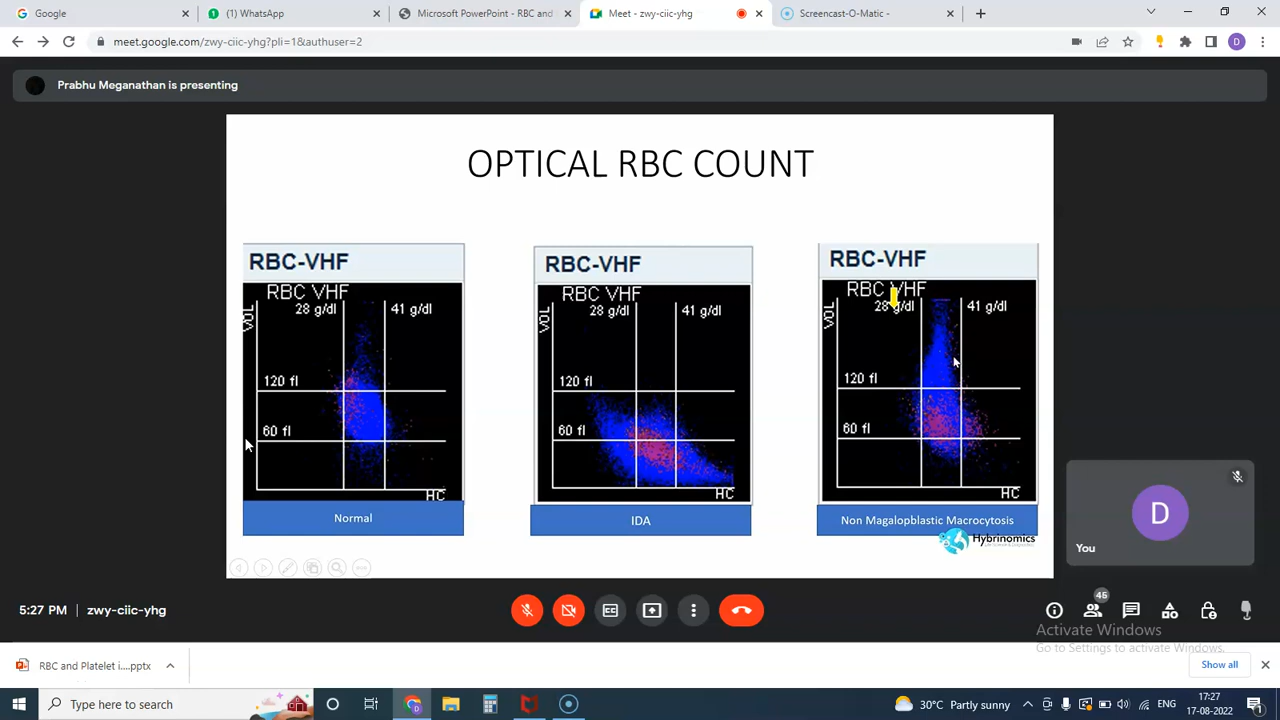 Google
(1) WhatsApp
Microsoft PowerPoint - RBC and
Meet - zwy-ciic-yhg
Screencast-O-Matic -
meet.google.com/zwy-ciic-yhg?pli=1&authuser=2
D
Prabhu Meganathan is presenting
OPTICAL RBC COUNT
RBC-VHF
RBC VHF
VOL
28 g/dl
41 g/dl
120 fl
60 fl
HC
Normal
RBC-VHF
RBC VHF
VOL
28 g/dl
41 g/dl
120 fl
60 fl
HC
IDA
RBC-VHF
RBC VHF
VOL
28 g/dl
41 g/dl
120 fl
60 fl
HC
Non Magalopblastic Macrocytosis
Hybrinomics
D
You
5:27 PM | zwy-ciic-yhg
46
Activate Windows
Go to Settings to activate Windows.
RBC and Platelet i....pptx
Show all
Type here to search
30°C Partly sunny
ENG
17:27
17-08-2022